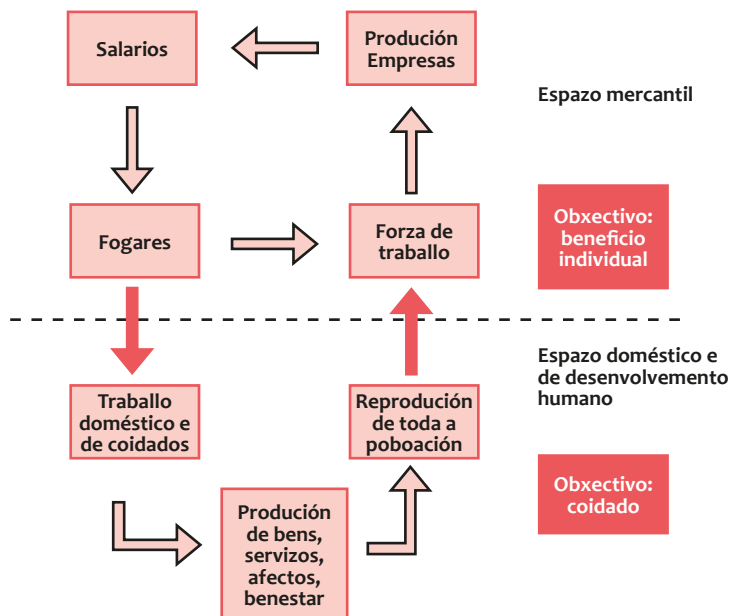 Salarios
Produción
Empresas
Espazo mercantil
Fogares
Forza de
traballo
Obxectivo:
beneficio
individual
Espazo doméstico e
de desenvolvemento
humano
Traballo
doméstico e
de coidados
Reprodución
de toda a
poboación
Produción
de bens,
servizos,
afectos,
benestar
Obxectivo:
coidado